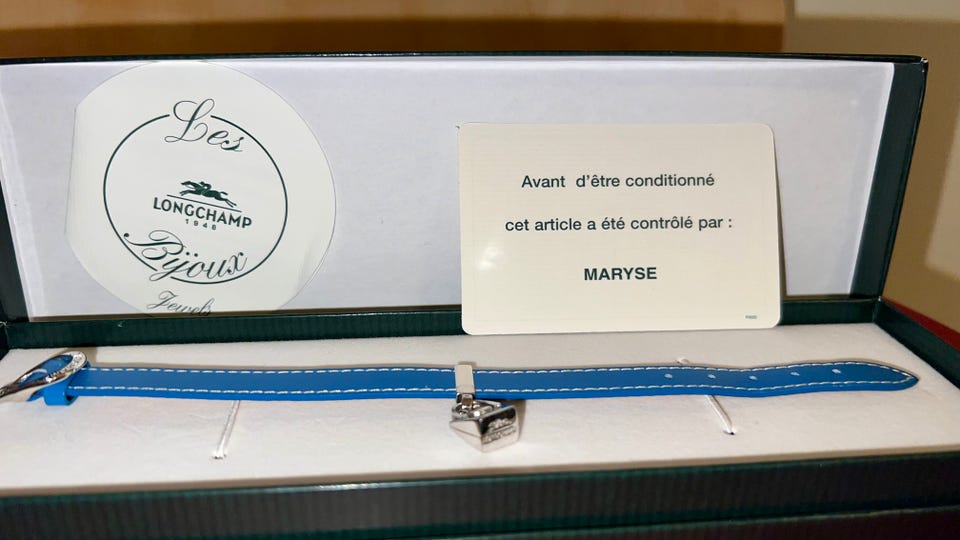 Les
LONGCHAMP
1948
Bijoux
Jewels
Avant d'être conditionné
cet article a été contrôlé par :
MARYSE